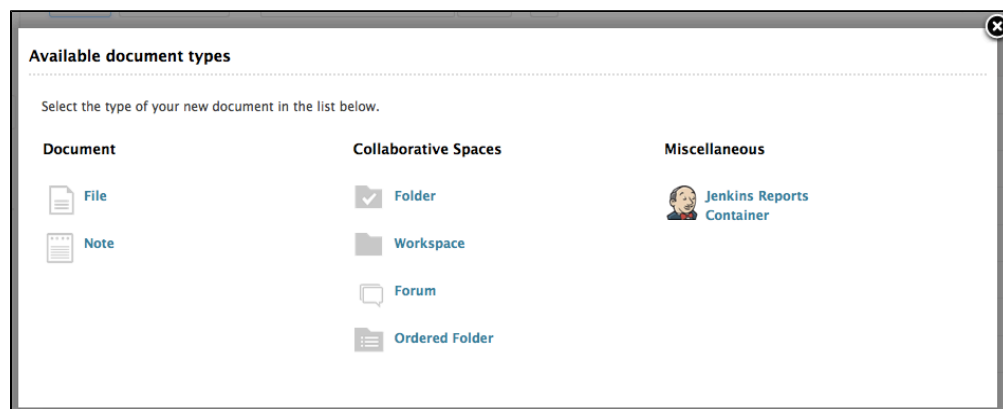 Available document types
Select the type of your new document in the list below.
Document
File
Note
Collaborative Spaces
Folder
Workspace
Forum
Ordered Folder
Miscellaneous
Jenkins Reports
Container